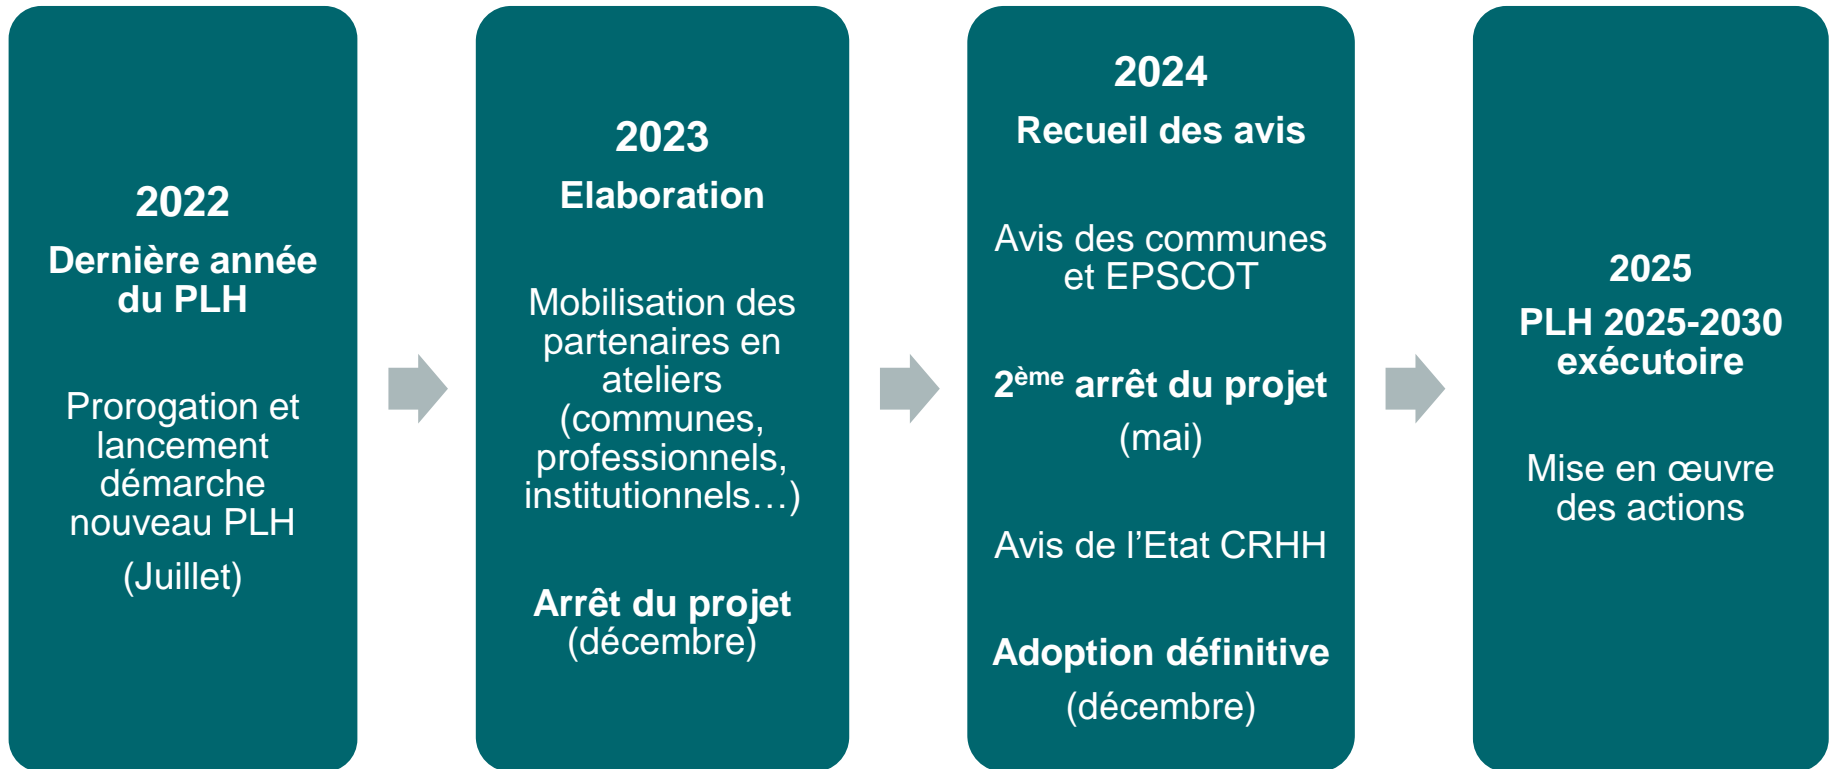 2022
Dernière année
du PLH
Prorogation et
lancement
démarche
nouveau PLH
(Juillet)
2023
Elaboration
Mobilisation des
partenaires en
ateliers
(communes,
professionnels,
institutionnels…)
Arrêt du projet
(décembre)
2024
Recueil des avis
Avis des communes
et EPSCOT
2ème arrêt du projet
(mai)
Avis de l’Etat CRHH
Adoption définitive
(décembre)
2025
PLH 2025-2030
exécutoire
Mise en œuvre
des actions